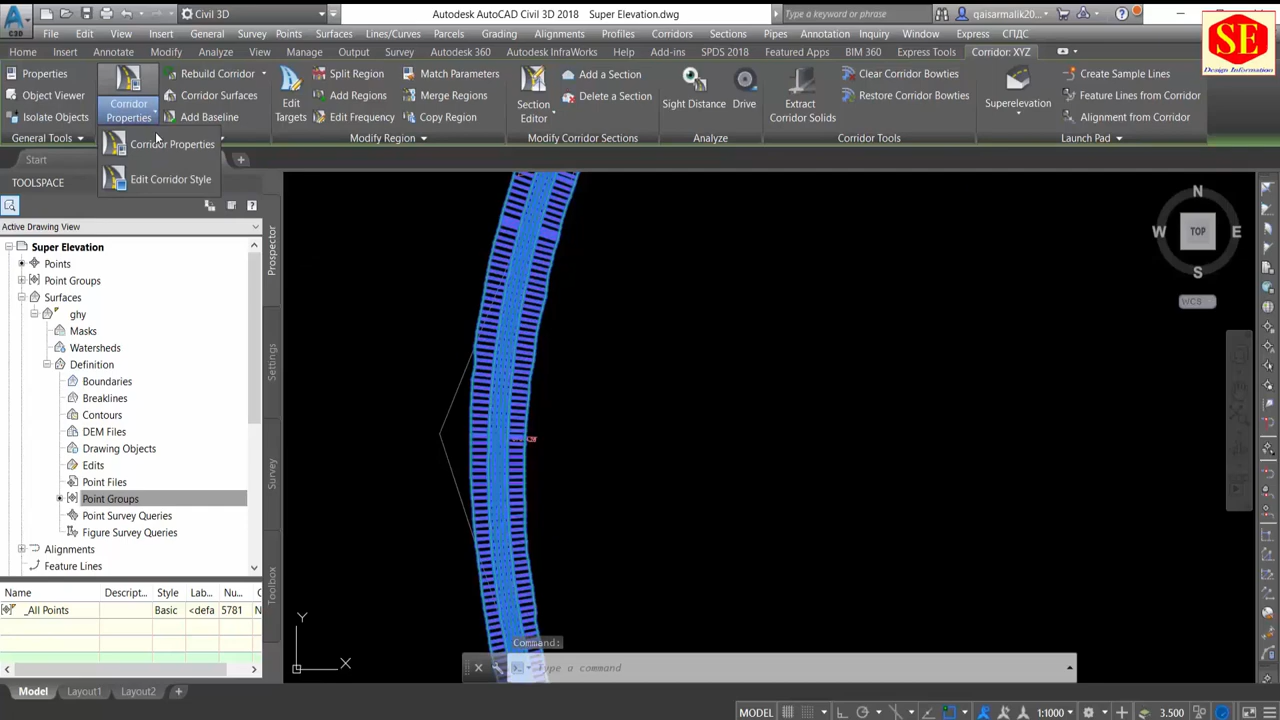 Civil 3D
Autodesk AutoCAD Civil 3D 2018 Super Elevation.dwg
Type a keyword or phrase
qaisarmalik20...
File Edit View Insert General Survey Points Surfaces Lines/Curves Parcels Grading Alignments Profiles Corridors Sections Pipes Annotation Inquiry Window Express СПДС
Home Insert Annotate Modify Analyze View Manage Output Survey Autodesk 360 Autodesk InfraWorks Help Add-ins SPDS 2018 Featured Apps BIM 360 Express Tools Corridor: XYZ
SE
Design Information
Properties
Object Viewer
Isolate Objects
General Tools
Corridor Properties
Rebuild Corridor
Corridor Surfaces
Add Baseline
Edit Targets
Split Region
Add Regions
Edit Frequency
Match Parameters
Merge Regions
Copy Region
Modify Region
Section Editor
Add a Section
Delete a Section
Modify Corridor Sections
Sight Distance
Drive
Analyze
Extract Corridor Solids
Clear Corridor Bowties
Restore Corridor Bowties
Corridor Tools
Superelevation
Create Sample Lines
Feature Lines from Corridor
Alignment from Corridor
Launch Pad
Corridor Properties
Edit Corridor Style
Start
TOOLSPACE
Active Drawing View
Super Elevation
Points
Point Groups
Surfaces
ghy
Masks
Watersheds
Definition
Boundaries
Breaklines
Contours
DEM Files
Drawing Objects
Edits
Point Files
Point Groups
Point Survey Queries
Figure Survey Queries
Alignments
Feature Lines
Prospector
Settings
Survey
Toolbox
Name Descript... Style Lab... Nu... C
_All Points Basic <defa 5781 N
N
W TOP E
S
WCS
Y
X
Command:
Type a command
Model Layout1 Layout2
MODEL 1:1000 3.500